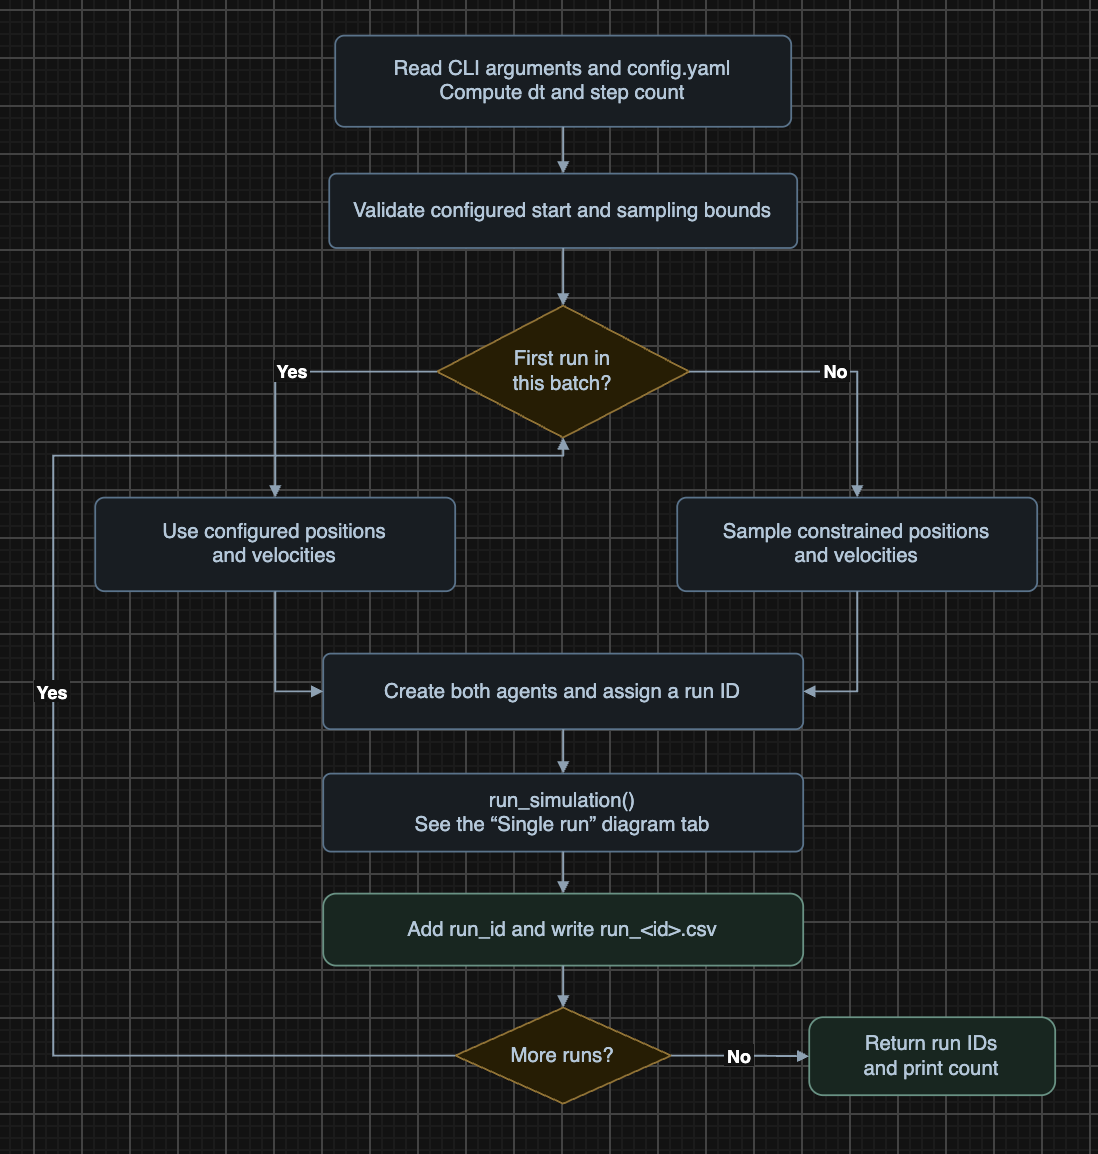 Read CLI arguments and config.yaml
Compute dt and step count
Validate configured start and sampling bounds
First run in
this batch?
Yes
No
Use configured positions
and velocities
Sample constrained positions
and velocities
Yes
Create both agents and assign a run ID
run_simulation()
See the “Single run” diagram tab
Add run_id and write run_<id>.csv
More runs?
No
Return run IDs
and print count